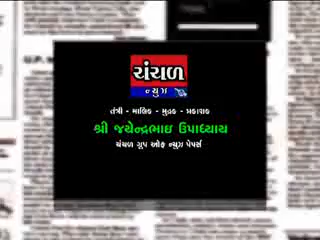 ચંચળ
ન્યુઝ
તંત્રી - માલિક - મુદ્રક - પ્રકાશક
શ્રી જયેન્દ્રભાઇ ઉપાધ્યાય
ચંચળ ગ્રુપ ઓફ ન્યુઝ પેપર્સ